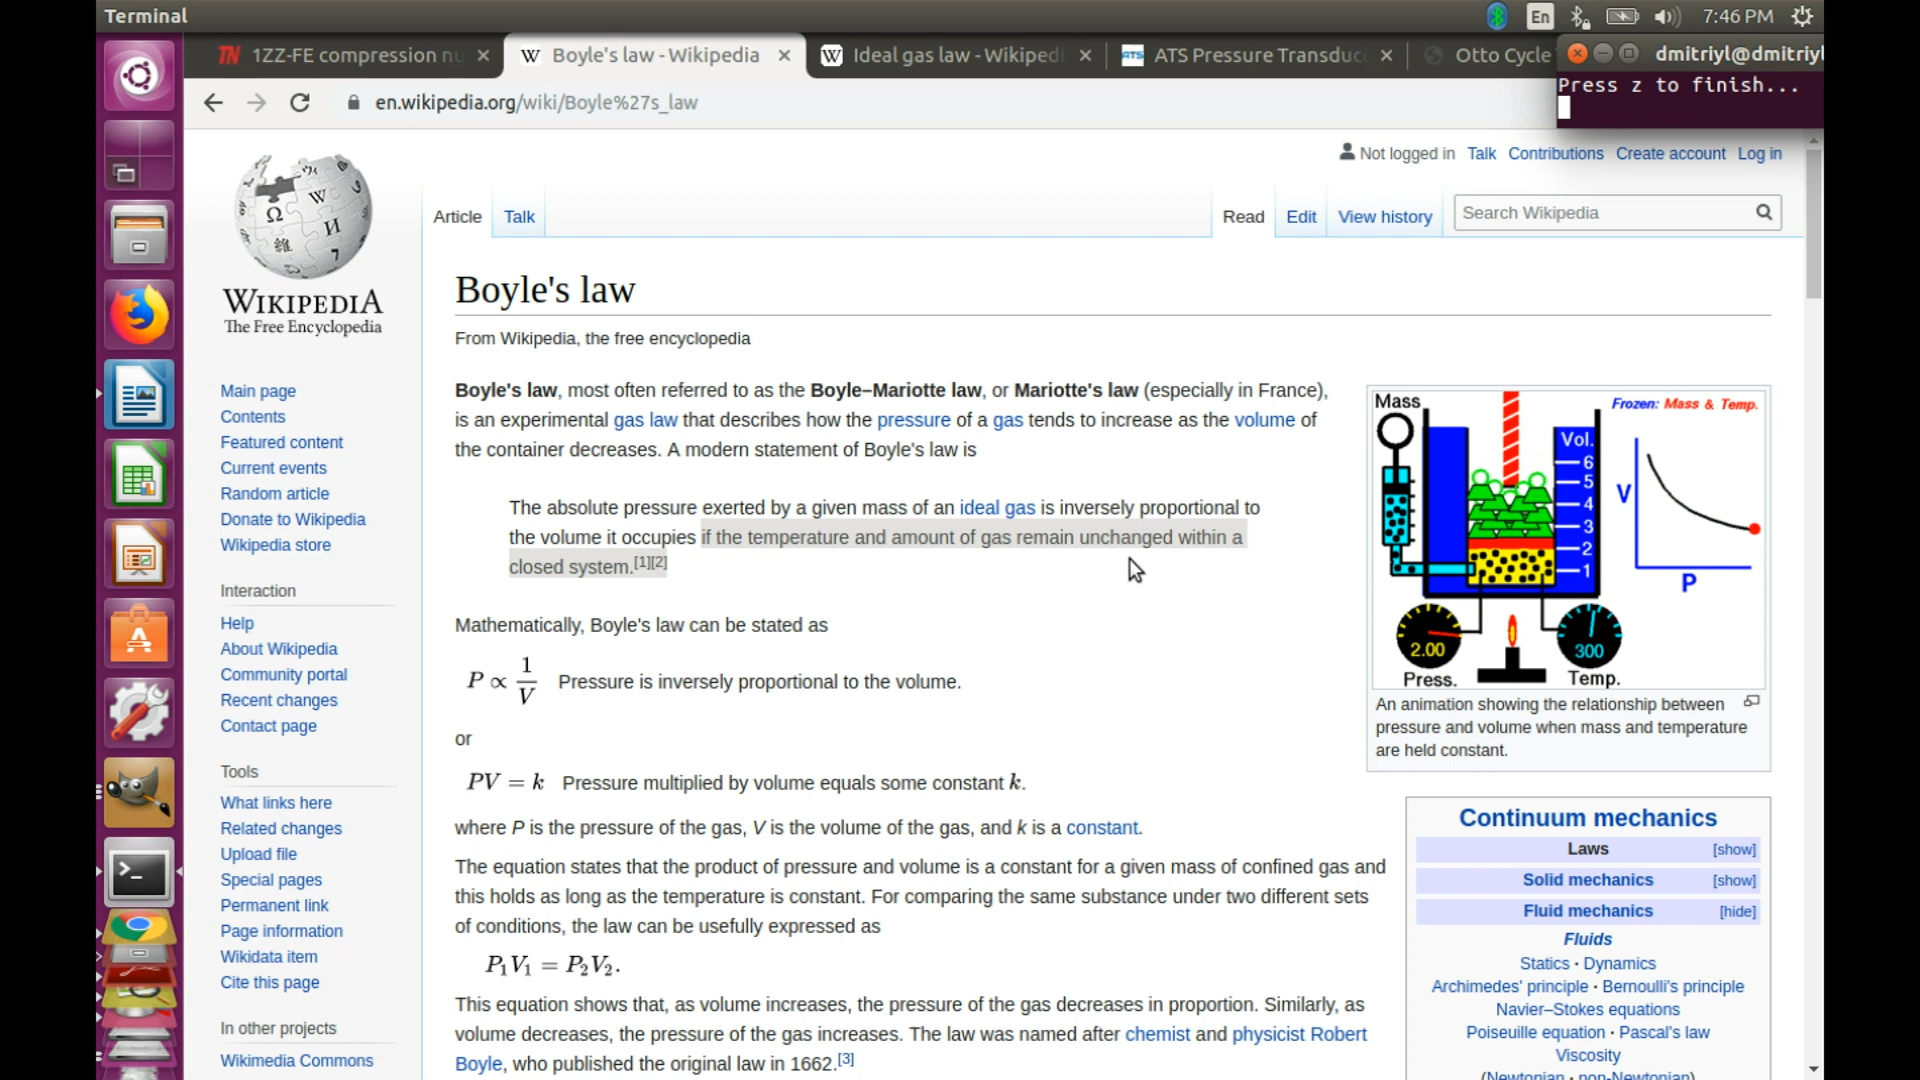 Terminal
En
7:46 PM
1ZZ-FE compression nu
Boyle's law - Wikipedia
Ideal gas law - Wikiped
ATS Pressure Transduc
Otto Cycle
dmitriyl@dmitriyl
Press z to finish...
en.wikipedia.org/wiki/Boyle%27s_law
Not logged in Talk Contributions Create account Log in
Article Talk
Read Edit View history
Search Wikipedia
WIKIPEDIA
The Free Encyclopedia
Main page
Contents
Featured content
Current events
Random article
Donate to Wikipedia
Wikipedia store
Interaction
Help
About Wikipedia
Community portal
Recent changes
Contact page
Tools
What links here
Related changes
Upload file
Special pages
Permanent link
Page information
Wikidata item
Cite this page
In other projects
Wikimedia Commons
Boyle's law
From Wikipedia, the free encyclopedia
Boyle's law, most often referred to as the Boyle–Mariotte law, or Mariotte's law (especially in France),
is an experimental gas law that describes how the pressure of a gas tends to increase as the volume of
the container decreases. A modern statement of Boyle's law is
The absolute pressure exerted by a given mass of an ideal gas is inversely proportional to
the volume it occupies if the temperature and amount of gas remain unchanged within a
closed system.[1][2]
Mathematically, Boyle's law can be stated as
P ∝ 1/V Pressure is inversely proportional to the volume.
or
PV = k Pressure multiplied by volume equals some constant k.
where P is the pressure of the gas, V is the volume of the gas, and k is a constant.
The equation states that the product of pressure and volume is a constant for a given mass of confined gas and
this holds as long as the temperature is constant. For comparing the same substance under two different sets
of conditions, the law can be usefully expressed as
P₁V₁ = P₂V₂.
This equation shows that, as volume increases, the pressure of the gas decreases in proportion. Similarly, as
volume decreases, the pressure of the gas increases. The law was named after chemist and physicist Robert
Boyle, who published the original law in 1662.[3]
Mass
Frozen: Mass & Temp.
Vol.
6
5
4
3
2
1
V
P
2.00
300
Press.
Temp.
An animation showing the relationship between
pressure and volume when mass and temperature
are held constant.
Continuum mechanics
Laws [show]
Solid mechanics [show]
Fluid mechanics [hide]
Fluids
Statics · Dynamics
Archimedes' principle · Bernoulli's principle
Navier–Stokes equations
Poiseuille equation · Pascal's law
Viscosity
(Newtonian · non-Newtonian)